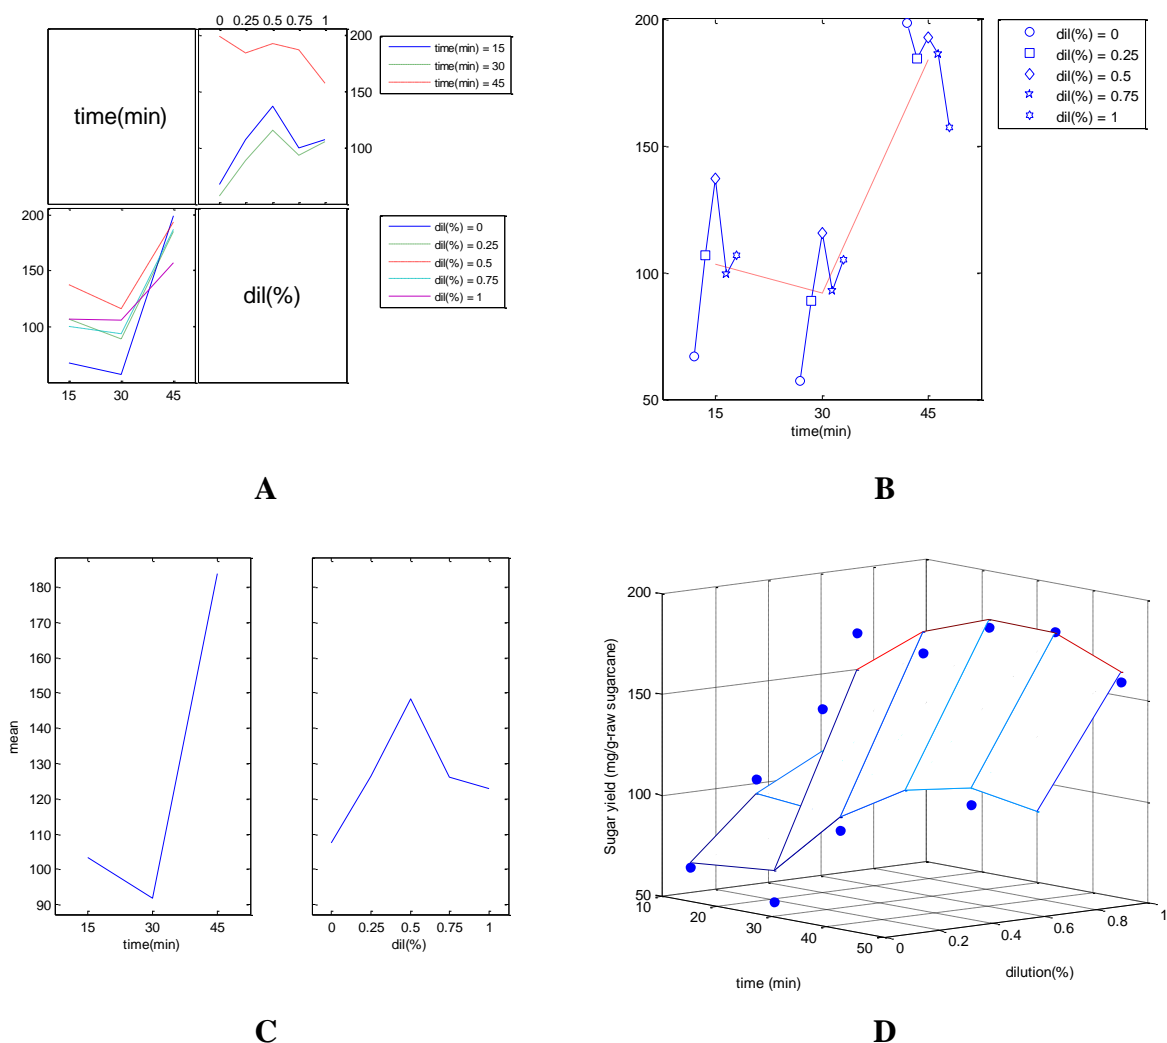 0 0.25 0.5 0.75 1
200
100
time(min)
time(min) = 15
time(min) = 30
time(min) = 45
200
150
100
15 30 45
dil(%)
dil(%) = 0
dil(%) = 0.25
dil(%) = 0.5
dil(%) = 0.75
dil(%) = 1
A
200
150
100
50
15 30 45
time(min)
dil(%) = 0
dil(%) = 0.25
dil(%) = 0.5
dil(%) = 0.75
dil(%) = 1
B
180
170
160
150
140
130
120
110
100
90
mean
15 30 45
time(min)
0 0.25 0.5 0.75 1
dil(%)
C
200
150
100
50
Sugar yield (mg/g-raw sugarcane)
10 20 30 40 50
time (min)
0 0.2 0.4 0.6 0.8 1
dilution(%)
D